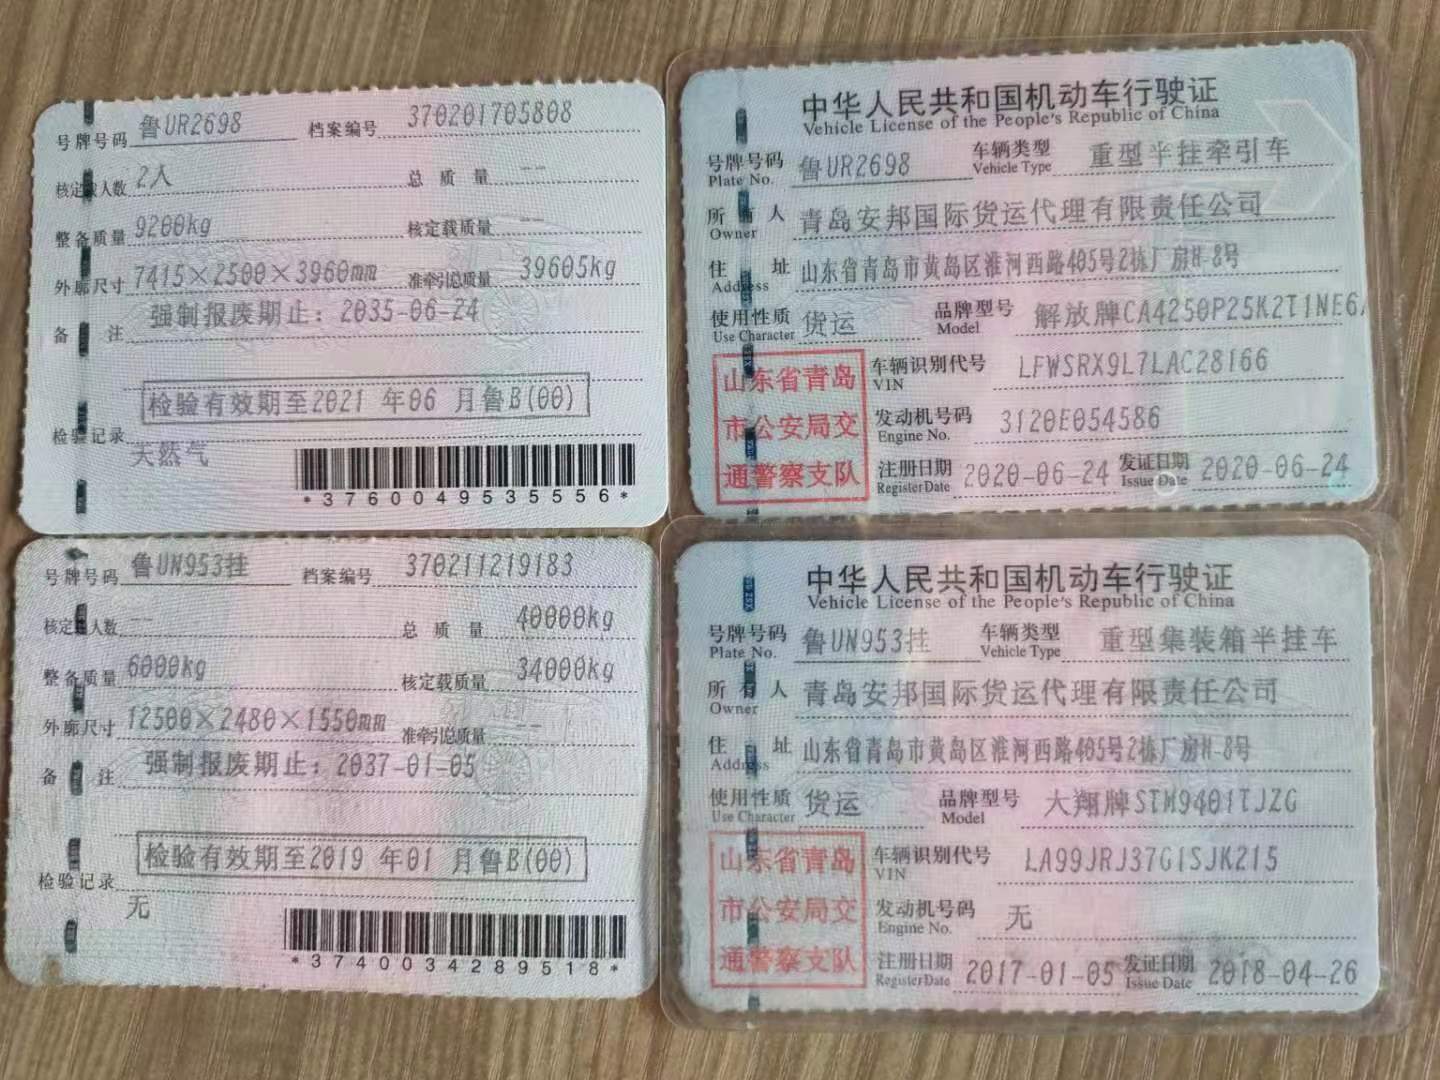 号牌号码 鲁UR2698 档案编号 370201705808
核定载人数 2人 总质量 --
整备质量 9200kg 核定载质量 --
外廓尺寸 7415×2500×3960mm 准牵引总质量 39605kg
备注 强制报废期止：2035-06-24
检验有效期至2021 年06 月鲁B(00)
检验记录
天然气
*3760049535556*
中华人民共和国机动车行驶证
Vehicle License of the People's Republic of China
号牌号码 鲁UR2698 车辆类型 重型半挂牵引车
Plate No. Vehicle Type
所有人 青岛安邦国际货运代理有限责任公司
Owner
住址 山东省青岛市黄岛区淮河西路405号2栋厂房H-8号
Address
使用性质 货运 品牌型号 解放牌CA4250P25K2T1NE6A
Use Character Model
山东省青岛
市公安局交
通警察支队
车辆识别代号 LFWSRX9L7LAC28166
VIN
发动机号码 3120E054586
Engine No.
注册日期 2020-06-24 发证日期 2020-06-24
Register Date Issue Date
号牌号码 鲁UN953挂 档案编号 370211219183
核定载人数 -- 总质量 40000kg
整备质量 6000kg 核定载质量 34000kg
外廓尺寸 12500×2480×1550mm 准牵引总质量 --
备注 强制报废期止：2037-01-05
检验有效期至2019 年01 月鲁B(00)
检验记录
无
*3740034289518*
中华人民共和国机动车行驶证
Vehicle License of the People's Republic of China
号牌号码 鲁UN953挂 车辆类型 重型集装箱半挂车
Plate No. Vehicle Type
所有人 青岛安邦国际货运代理有限责任公司
Owner
住址 山东省青岛市黄岛区淮河西路405号2栋厂房H-8号
Address
使用性质 货运 品牌型号 大翔牌STM9401TJZG
Use Character Model
山东省青岛
市公安局交
通警察支队
车辆识别代号 LA99JRJ37G1SJK215
VIN
发动机号码 无
Engine No.
注册日期 2017-01-05 发证日期 2018-04-26
Register Date Issue Date